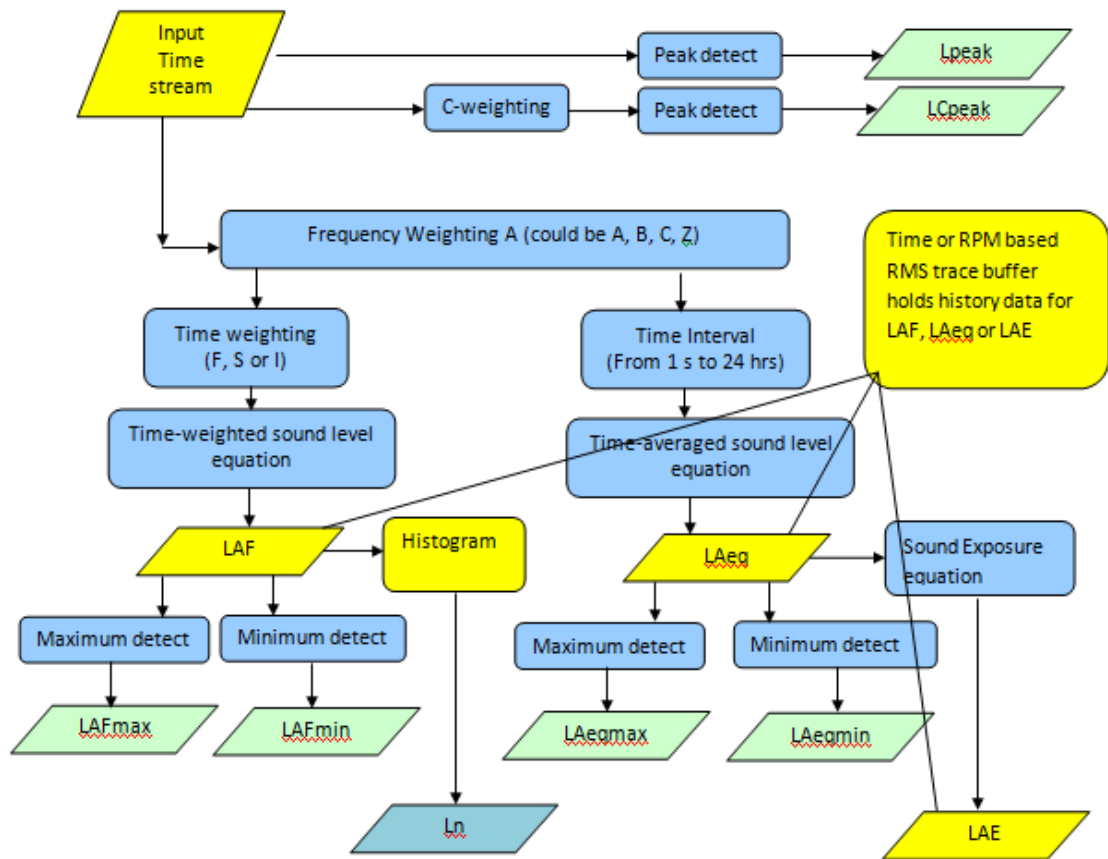 Input
Time
stream
Peak detect
Lpeak
C-weighting
Peak detect
LCpeak
Frequency Weighting A (could be A, B, C, Z)
Time or RPM based
RMS trace buffer
holds history data for
LAF, LAeq or LAE
Time weighting
(F, S or I)
Time Interval
(From 1 s to 24 hrs)
Time-weighted sound level
equation
Time-averaged sound level
equation
LAF
Histogram
LAeq
Sound Exposure
equation
Maximum detect
Minimum detect
Maximum detect
Minimum detect
LAFmax
LAFmin
LAeqmax
LAeqmin
Ln
LAE